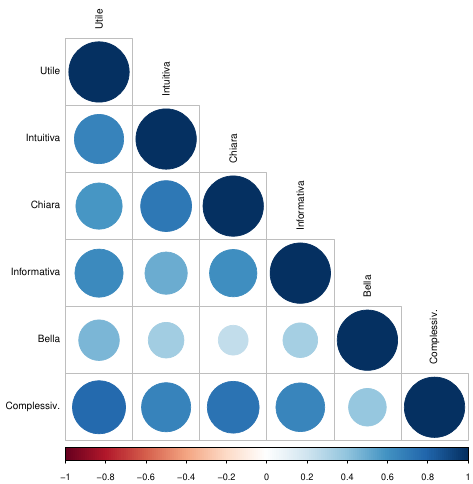 Utile
Intuitiva
Chiara
Informativa
Bella
Complessiv.
Utile
Intuitiva
Chiara
Informativa
Bella
Complessiv.
−1 −0.8 −0.6 −0.4 −0.2 0 0.2 0.4 0.6 0.8 1